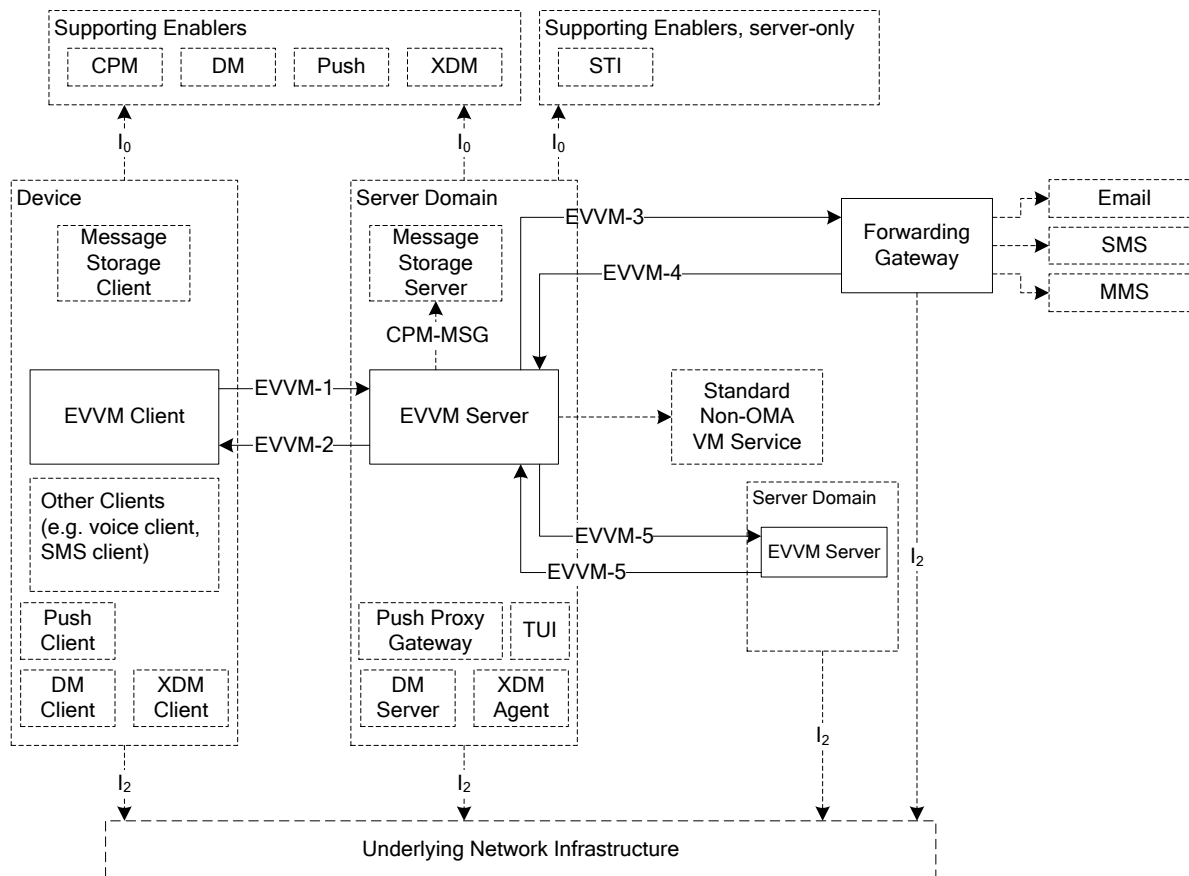 Supporting Enablers
CPM
DM
Push
XDM
Supporting Enablers, server-only
STI
I₀
I₀
I₀
Device
Message
Storage
Client
EVVM Client
Other Clients
(e.g. voice client,
SMS client)
Push
Client
DM
Client
XDM
Client
EVVM-1
EVVM-2
Server Domain
Message
Storage
Server
CPM-MSG
EVVM Server
Push Proxy
Gateway
TUI
DM
Server
XDM
Agent
EVVM-3
EVVM-4
Forwarding
Gateway
Email
SMS
MMS
Standard
Non-OMA
VM Service
EVVM-5
EVVM-5
Server Domain
EVVM Server
I₂
I₂
I₂
I₂
Underlying Network Infrastructure